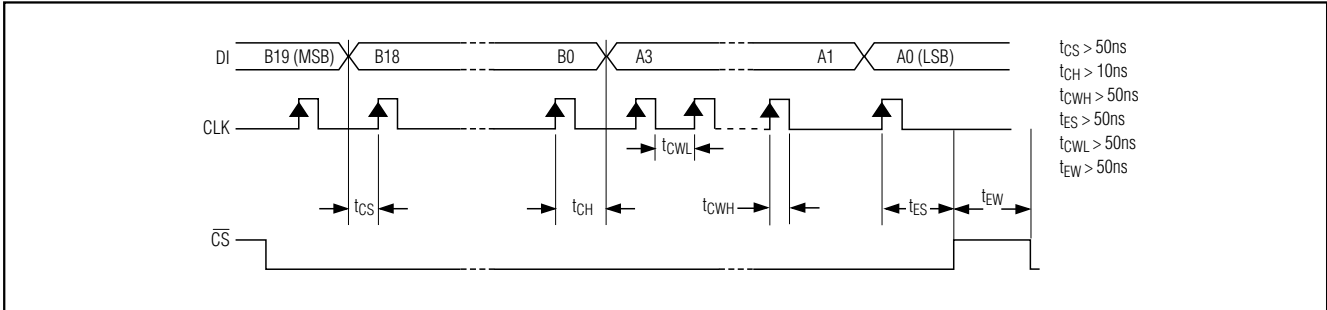 DI B19 (MSB) B18 B0 A3 A1 A0 (LSB)
CLK
tCWL
tCS tCH tCWH tES tEW
CS
tCS > 50ns
tCH > 10ns
tCWH > 50ns
tES > 50ns
tCWL > 50ns
tEW > 50ns